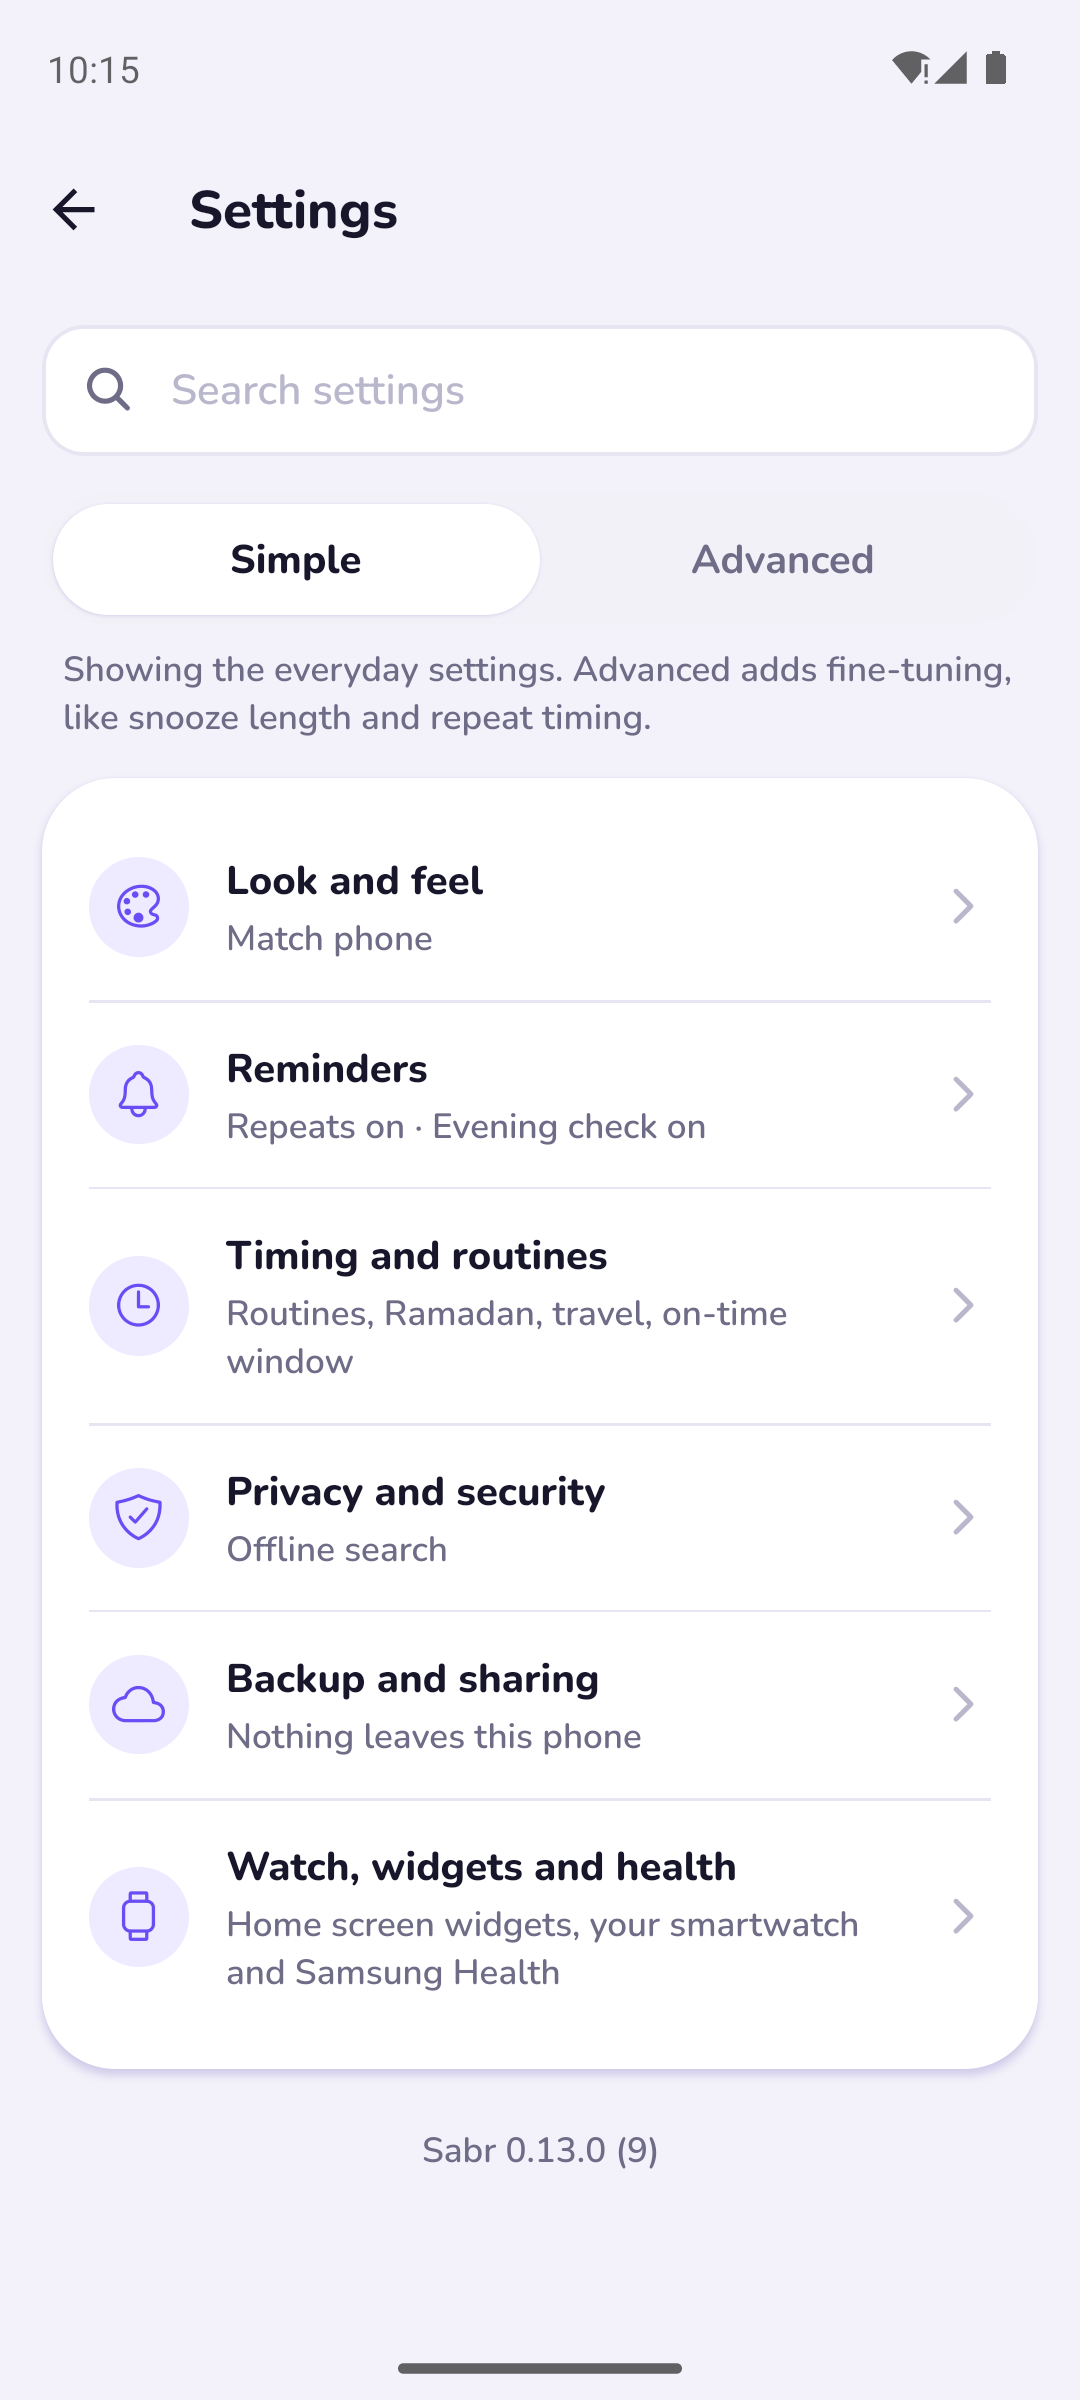 10:15
Settings
Search settings
Simple
Advanced
Showing the everyday settings. Advanced adds fine-tuning,
like snooze length and repeat timing.
Look and feel
Match phone
Reminders
Repeats on · Evening check on
Timing and routines
Routines, Ramadan, travel, on-time
window
Privacy and security
Offline search
Backup and sharing
Nothing leaves this phone
Watch, widgets and health
Home screen widgets, your smartwatch
and Samsung Health
Sabr 0.13.0 (9)